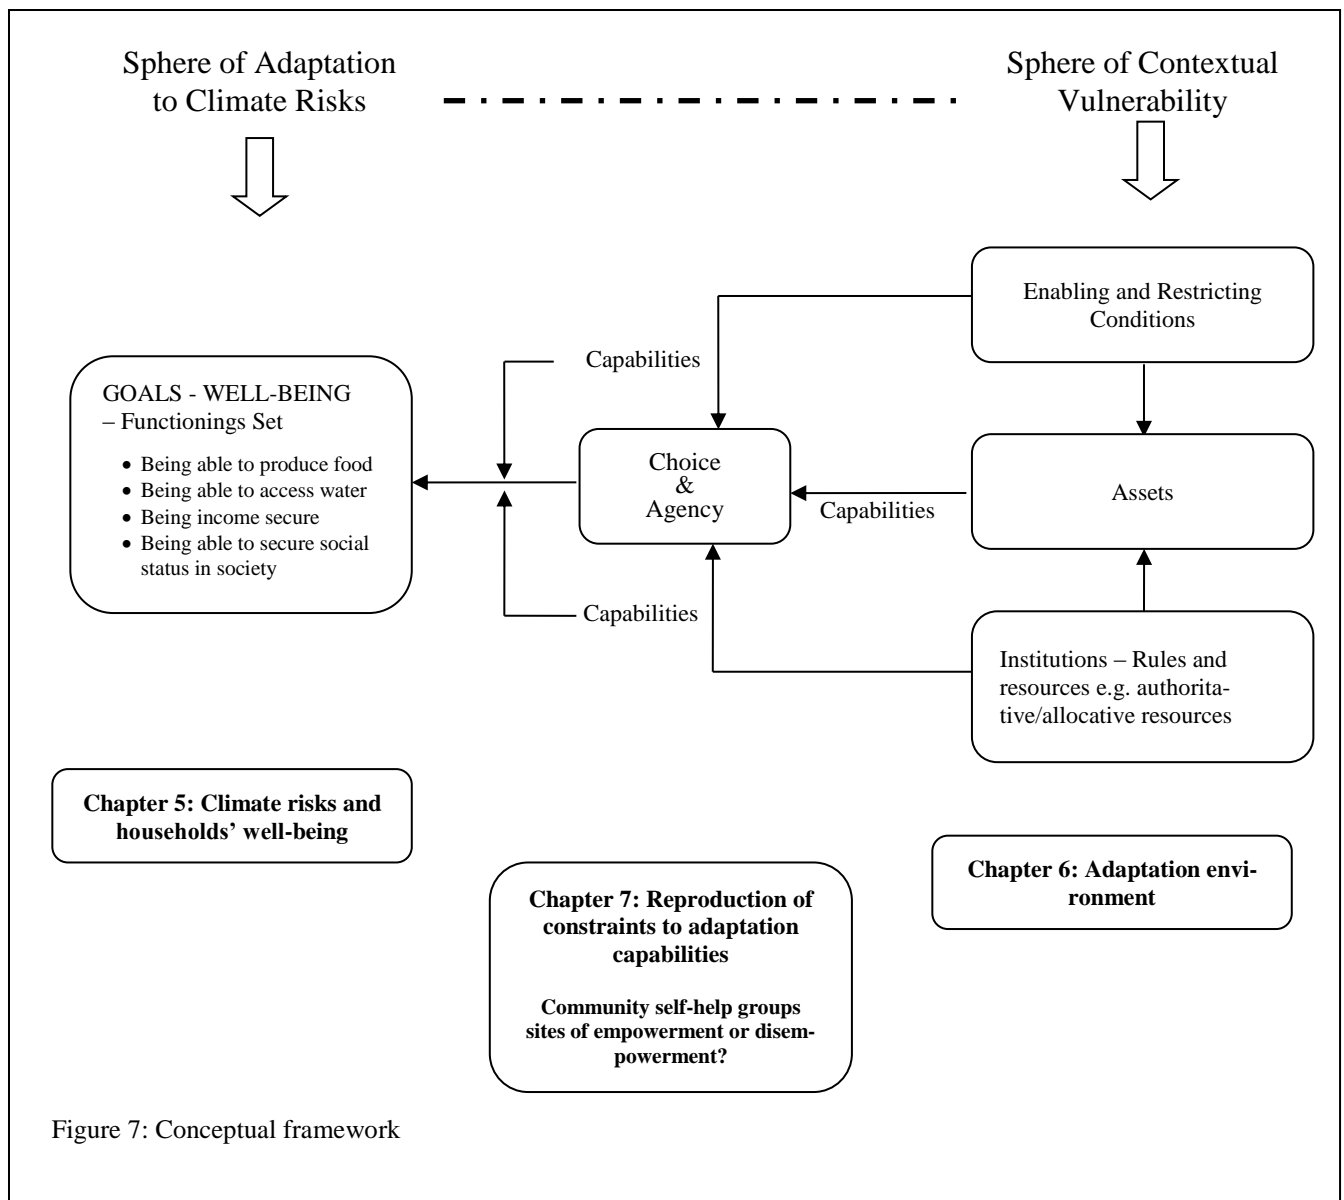 Sphere of Adaptation
to Climate Risks
Sphere of Contextual
Vulnerability
Enabling and Restricting
Conditions
Capabilities
GOALS - WELL-BEING
– Functionings Set
• Being able to produce food
• Being able to access water
• Being income secure
• Being able to secure social
status in society
Choice
&
Agency
Capabilities
Assets
Capabilities
Institutions – Rules and
resources e.g. authorita-
tive/allocative resources
Chapter 5: Climate risks and
households’ well-being
Chapter 6: Adaptation envi-
ronment
Chapter 7: Reproduction of
constraints to adaptation
capabilities
Community self-help groups
sites of empowerment or disem-
powerment?
Figure 7: Conceptual framework